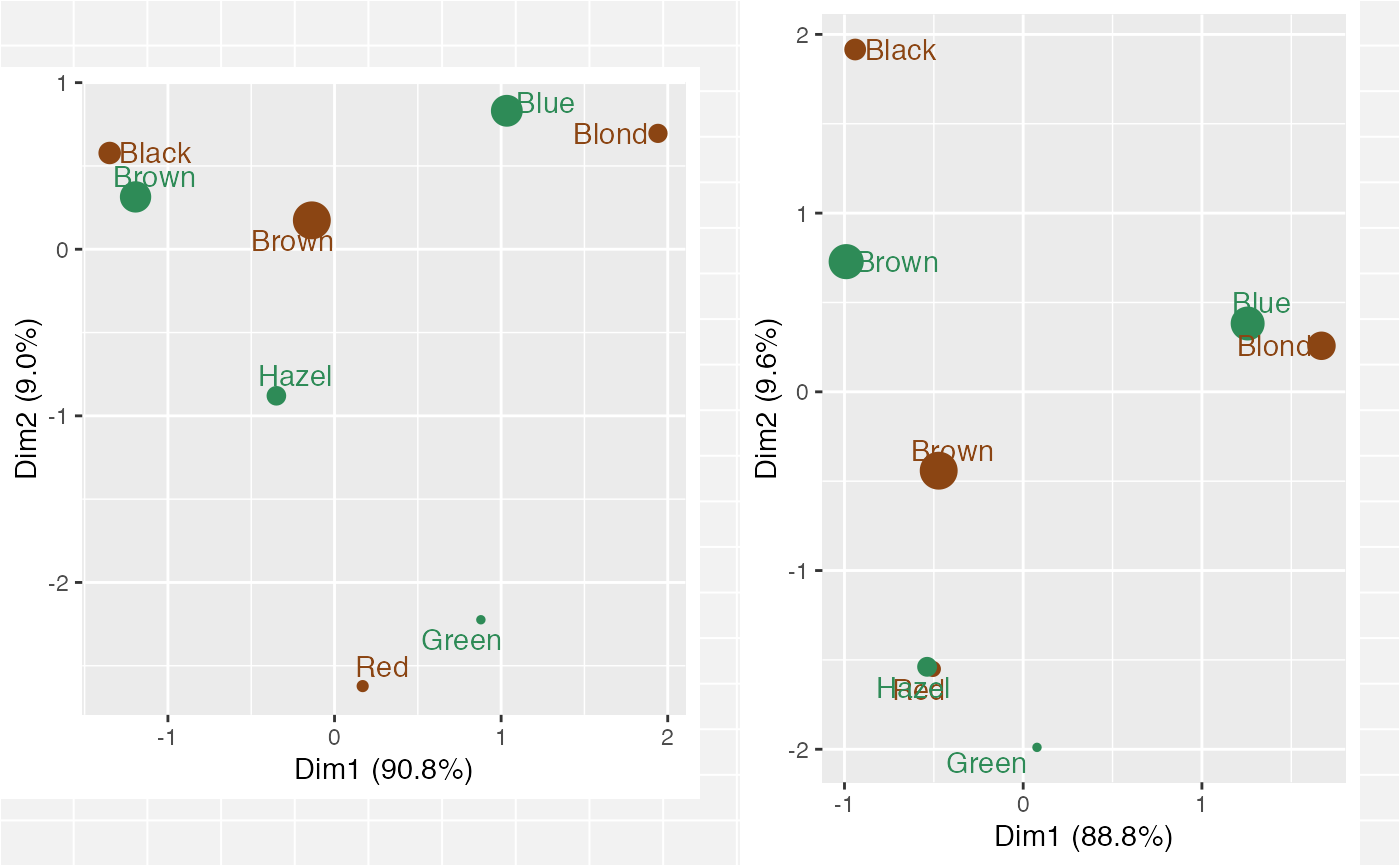 1
Blue
Blond
Black
Brown
Brown
0
Hazel
-1
-2
Green
Red
-1
0
1
2
Dim1 (90.8%)
Dim2 (9.0%)
2
Black
1
Brown
Blue
Blond
0
Brown
-1
Hazel
Red
-2
Green
-1
0
1
Dim1 (88.8%)
Dim2 (9.6%)